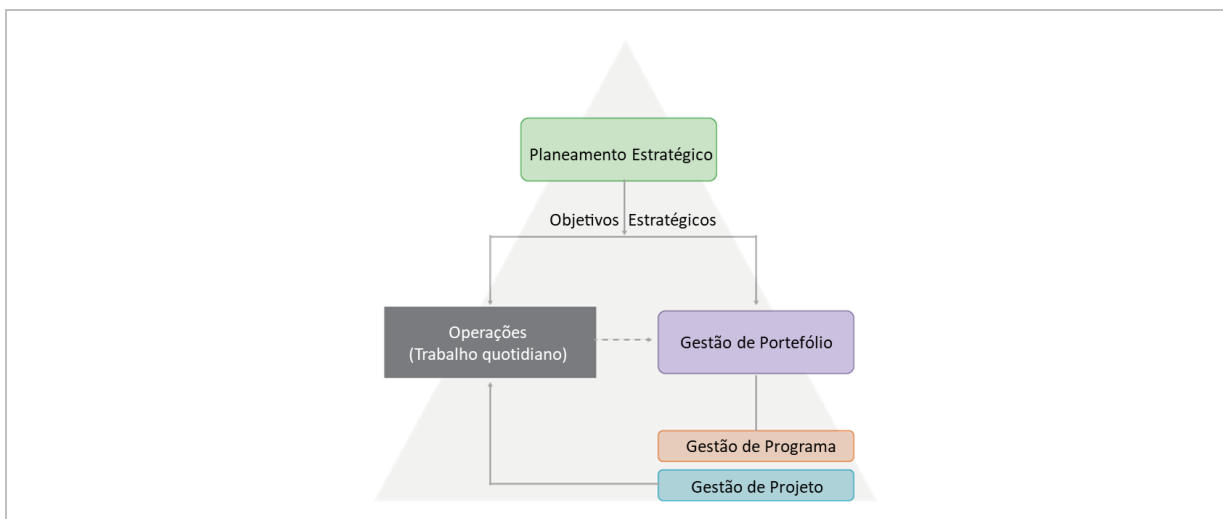 Planeamento Estratégico
Objetivos Estratégicos
Operações
(Trabalho quotidiano)
Gestão de Portefólio
Gestão de Programa
Gestão de Projeto